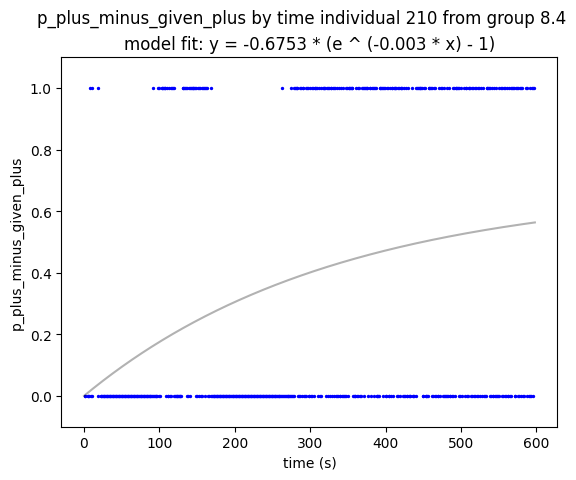 p_plus_minus_given_plus by time individual 210 from group 8.4
model fit: y = -0.6753 * (e ^ (-0.003 * x) - 1)
1.0
0.8
0.6
0.4
0.2
0.0
p_plus_minus_given_plus
0 100 200 300 400 500 600
time (s)